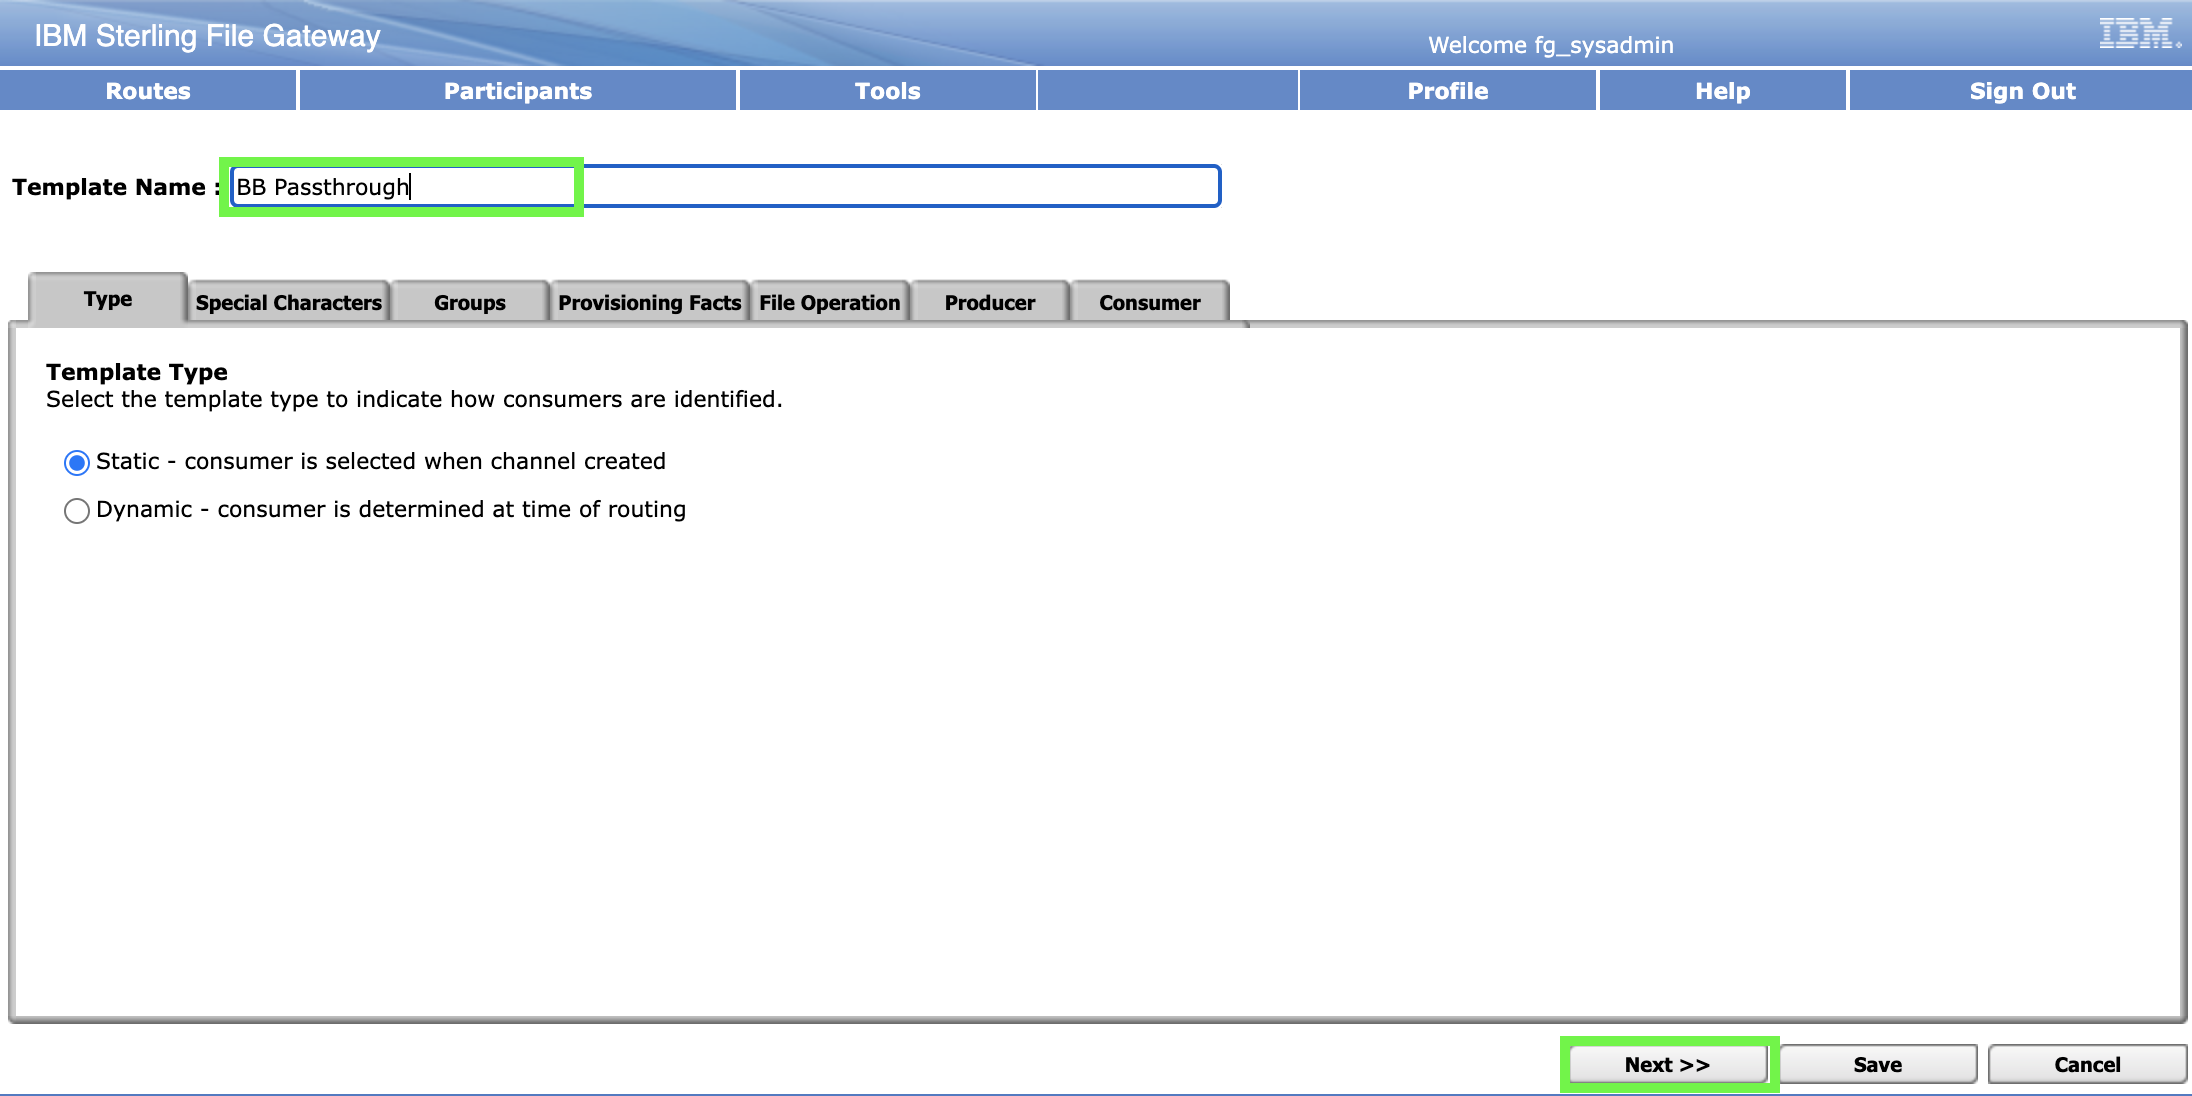 IBM Sterling File Gateway
Welcome fg_sysadmin
IBM
Routes Participants Tools Profile Help Sign Out
Template Name : BB Passthrough
Type Special Characters Groups Provisioning Facts File Operation Producer Consumer
Template Type
Select the template type to indicate how consumers are identified.
Static - consumer is selected when channel created
Dynamic - consumer is determined at time of routing
Next >> Save Cancel